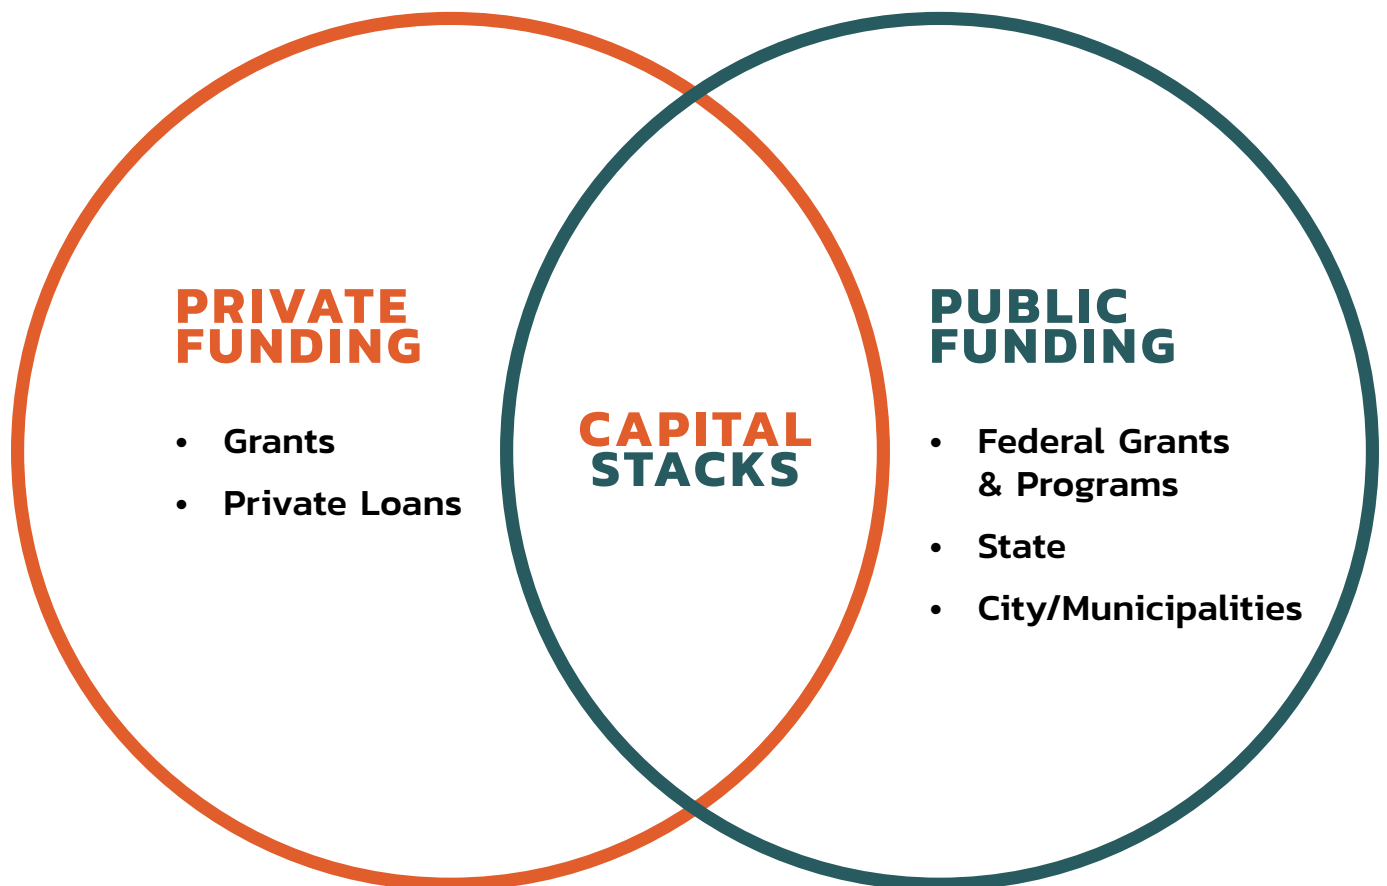 PRIVATE
FUNDING
• Grants
• Private Loans
CAPITAL
STACKS
PUBLIC
FUNDING
• Federal Grants
& Programs
• State
• City/Municipalities